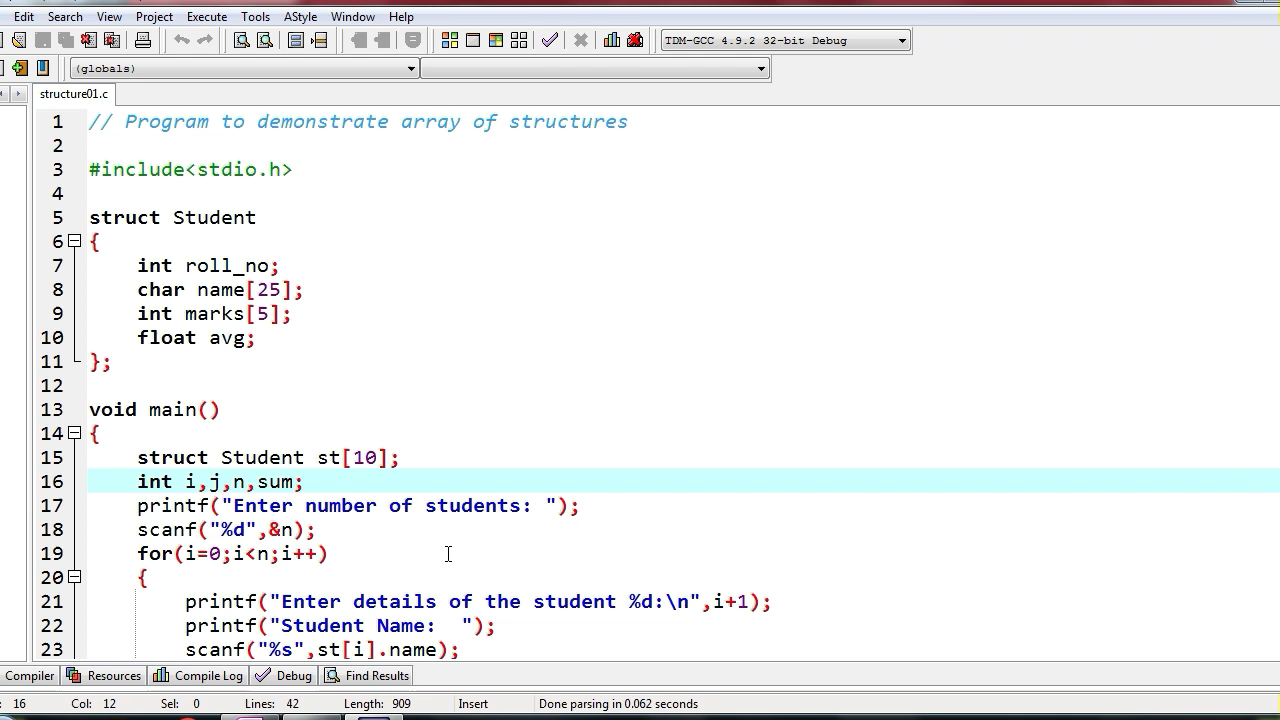 Edit Search View Project Execute Tools AStyle Window Help
TDM-GCC 4.9.2 32-bit Debug
(globals)
structure01.c
1 // Program to demonstrate array of structures
2
3 #include<stdio.h>
4
5 struct Student
6 {
7 int roll_no;
8 char name[25];
9 int marks[5];
10 float avg;
11 };
12
13 void main()
14 {
15 struct Student st[10];
16 int i,j,n,sum;
17 printf("Enter number of students: ");
18 scanf("%d",&n);
19 for(i=0;i<n;i++)
20 {
21 printf("Enter details of the student %d:\n",i+1);
22 printf("Student Name:  ");
23 scanf("%s",st[i].name);
Compiler Resources Compile Log Debug Find Results
: 16 Col: 12 Sel: 0 Lines: 42 Length: 909 Insert Done parsing in 0.062 seconds